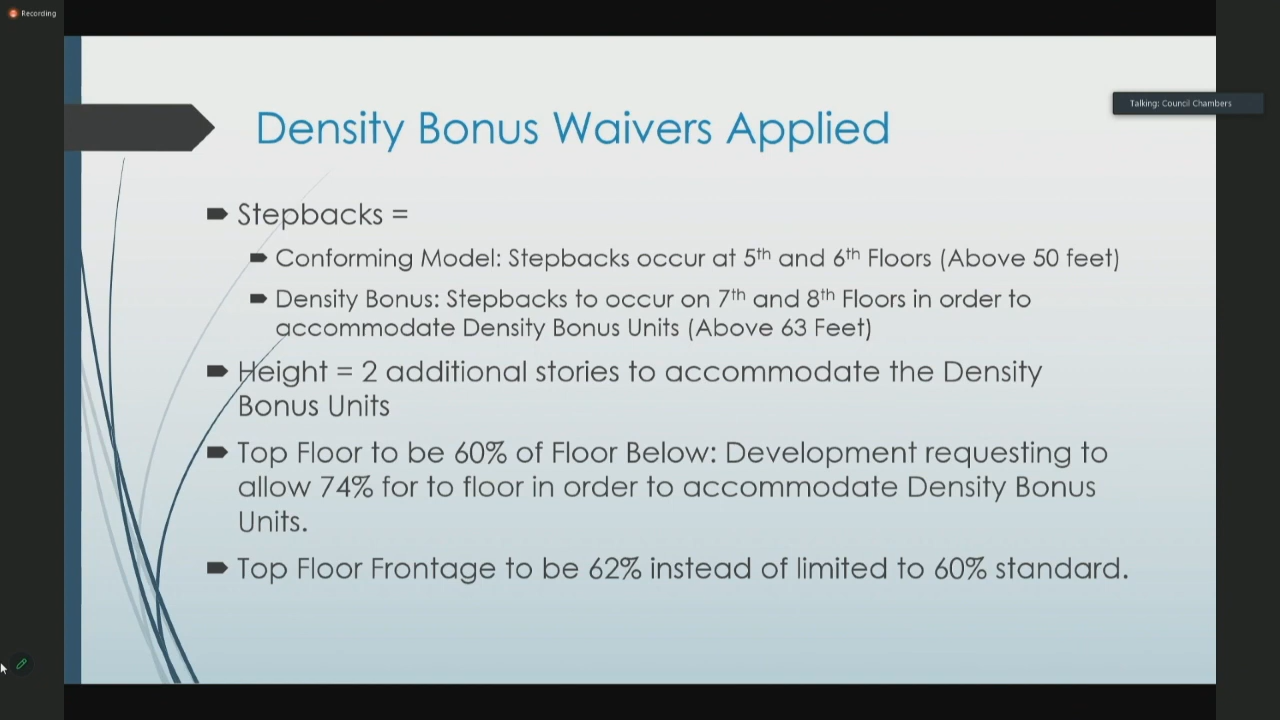 Recording
Talking: Council Chambers
Density Bonus Waivers Applied
Stepbacks =
Conforming Model: Stepbacks occur at 5th and 6th Floors (Above 50 feet)
Density Bonus: Stepbacks to occur on 7th and 8th Floors in order to
accommodate Density Bonus Units (Above 63 Feet)
Height = 2 additional stories to accommodate the Density
Bonus Units
Top Floor to be 60% of Floor Below: Development requesting to
allow 74% for to floor in order to accommodate Density Bonus
Units.
Top Floor Frontage to be 62% instead of limited to 60% standard.